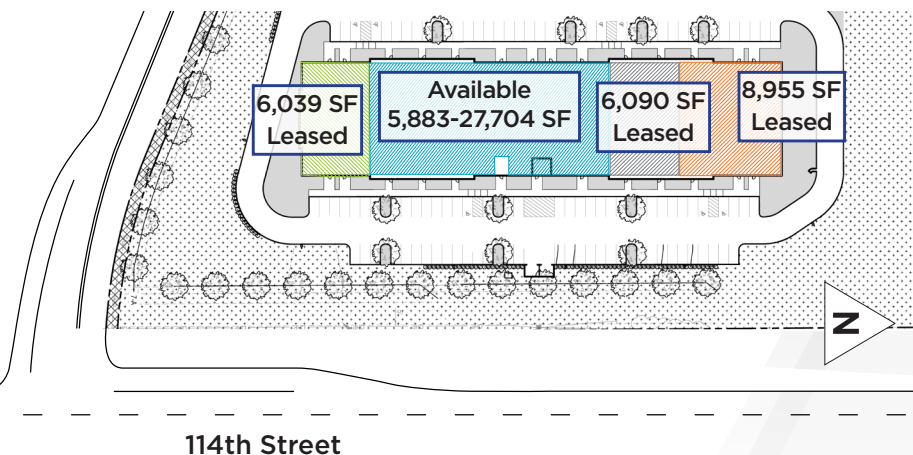 6,039 SF
Leased
Available
5,883-27,704 SF
6,090 SF
Leased
8,955 SF
Leased
N
114th Street